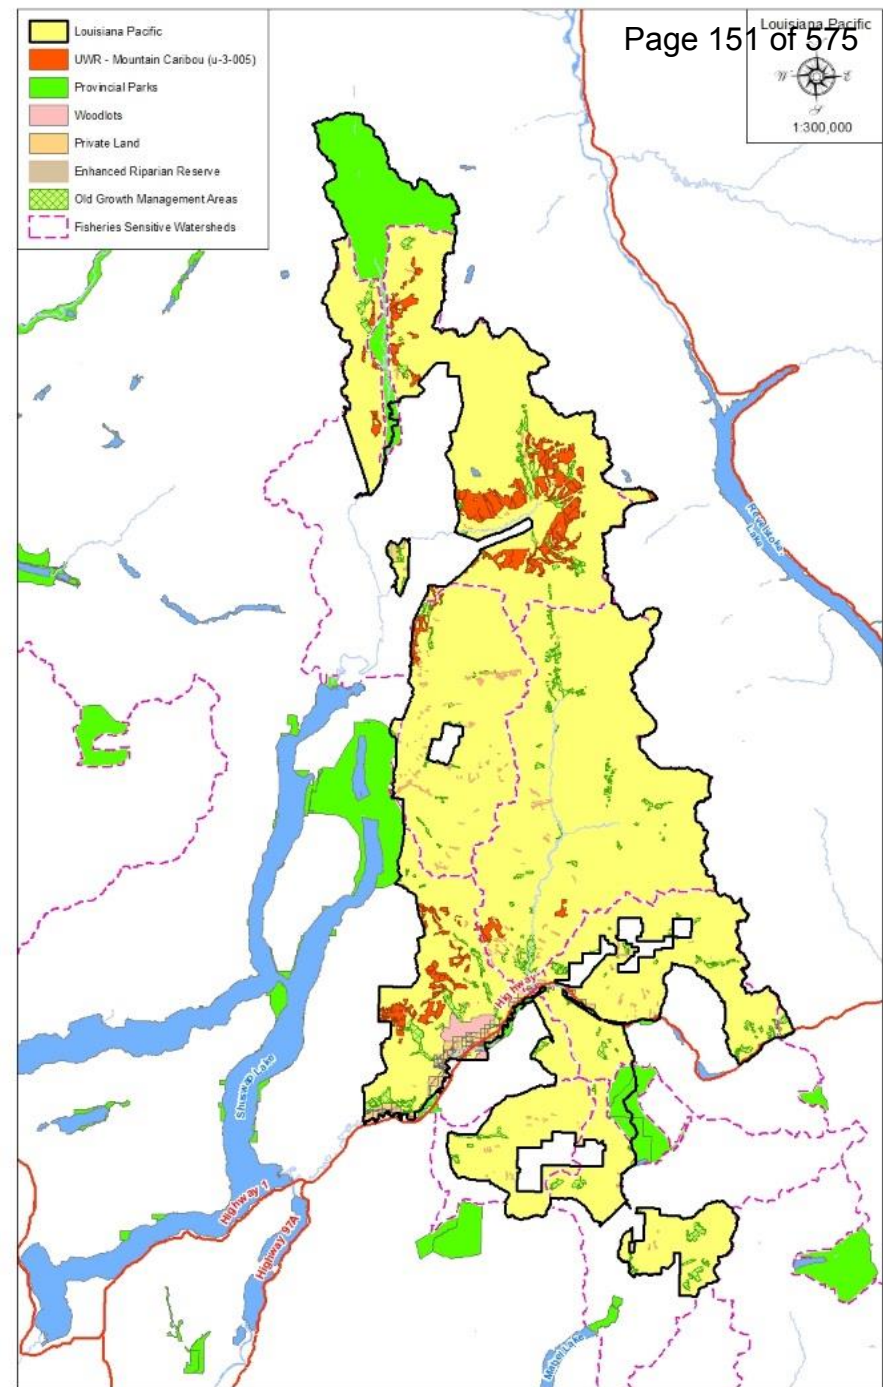 Louisiana Pacific
UWR - Mountain Caribou (u-3-005)
Provincial Parks
Woodlots
Private Land
Enhanced Riparian Reserve
Old Growth Management Areas
Fisheries Sensitive Watersheds
Louisiana Pacific
Page 151 of 575
N
W
E
S
1:300,000
Revelstoke
Lake
Highway 1
Shuswap Lake
Highway 1
Highway 97A
Mabel Lake